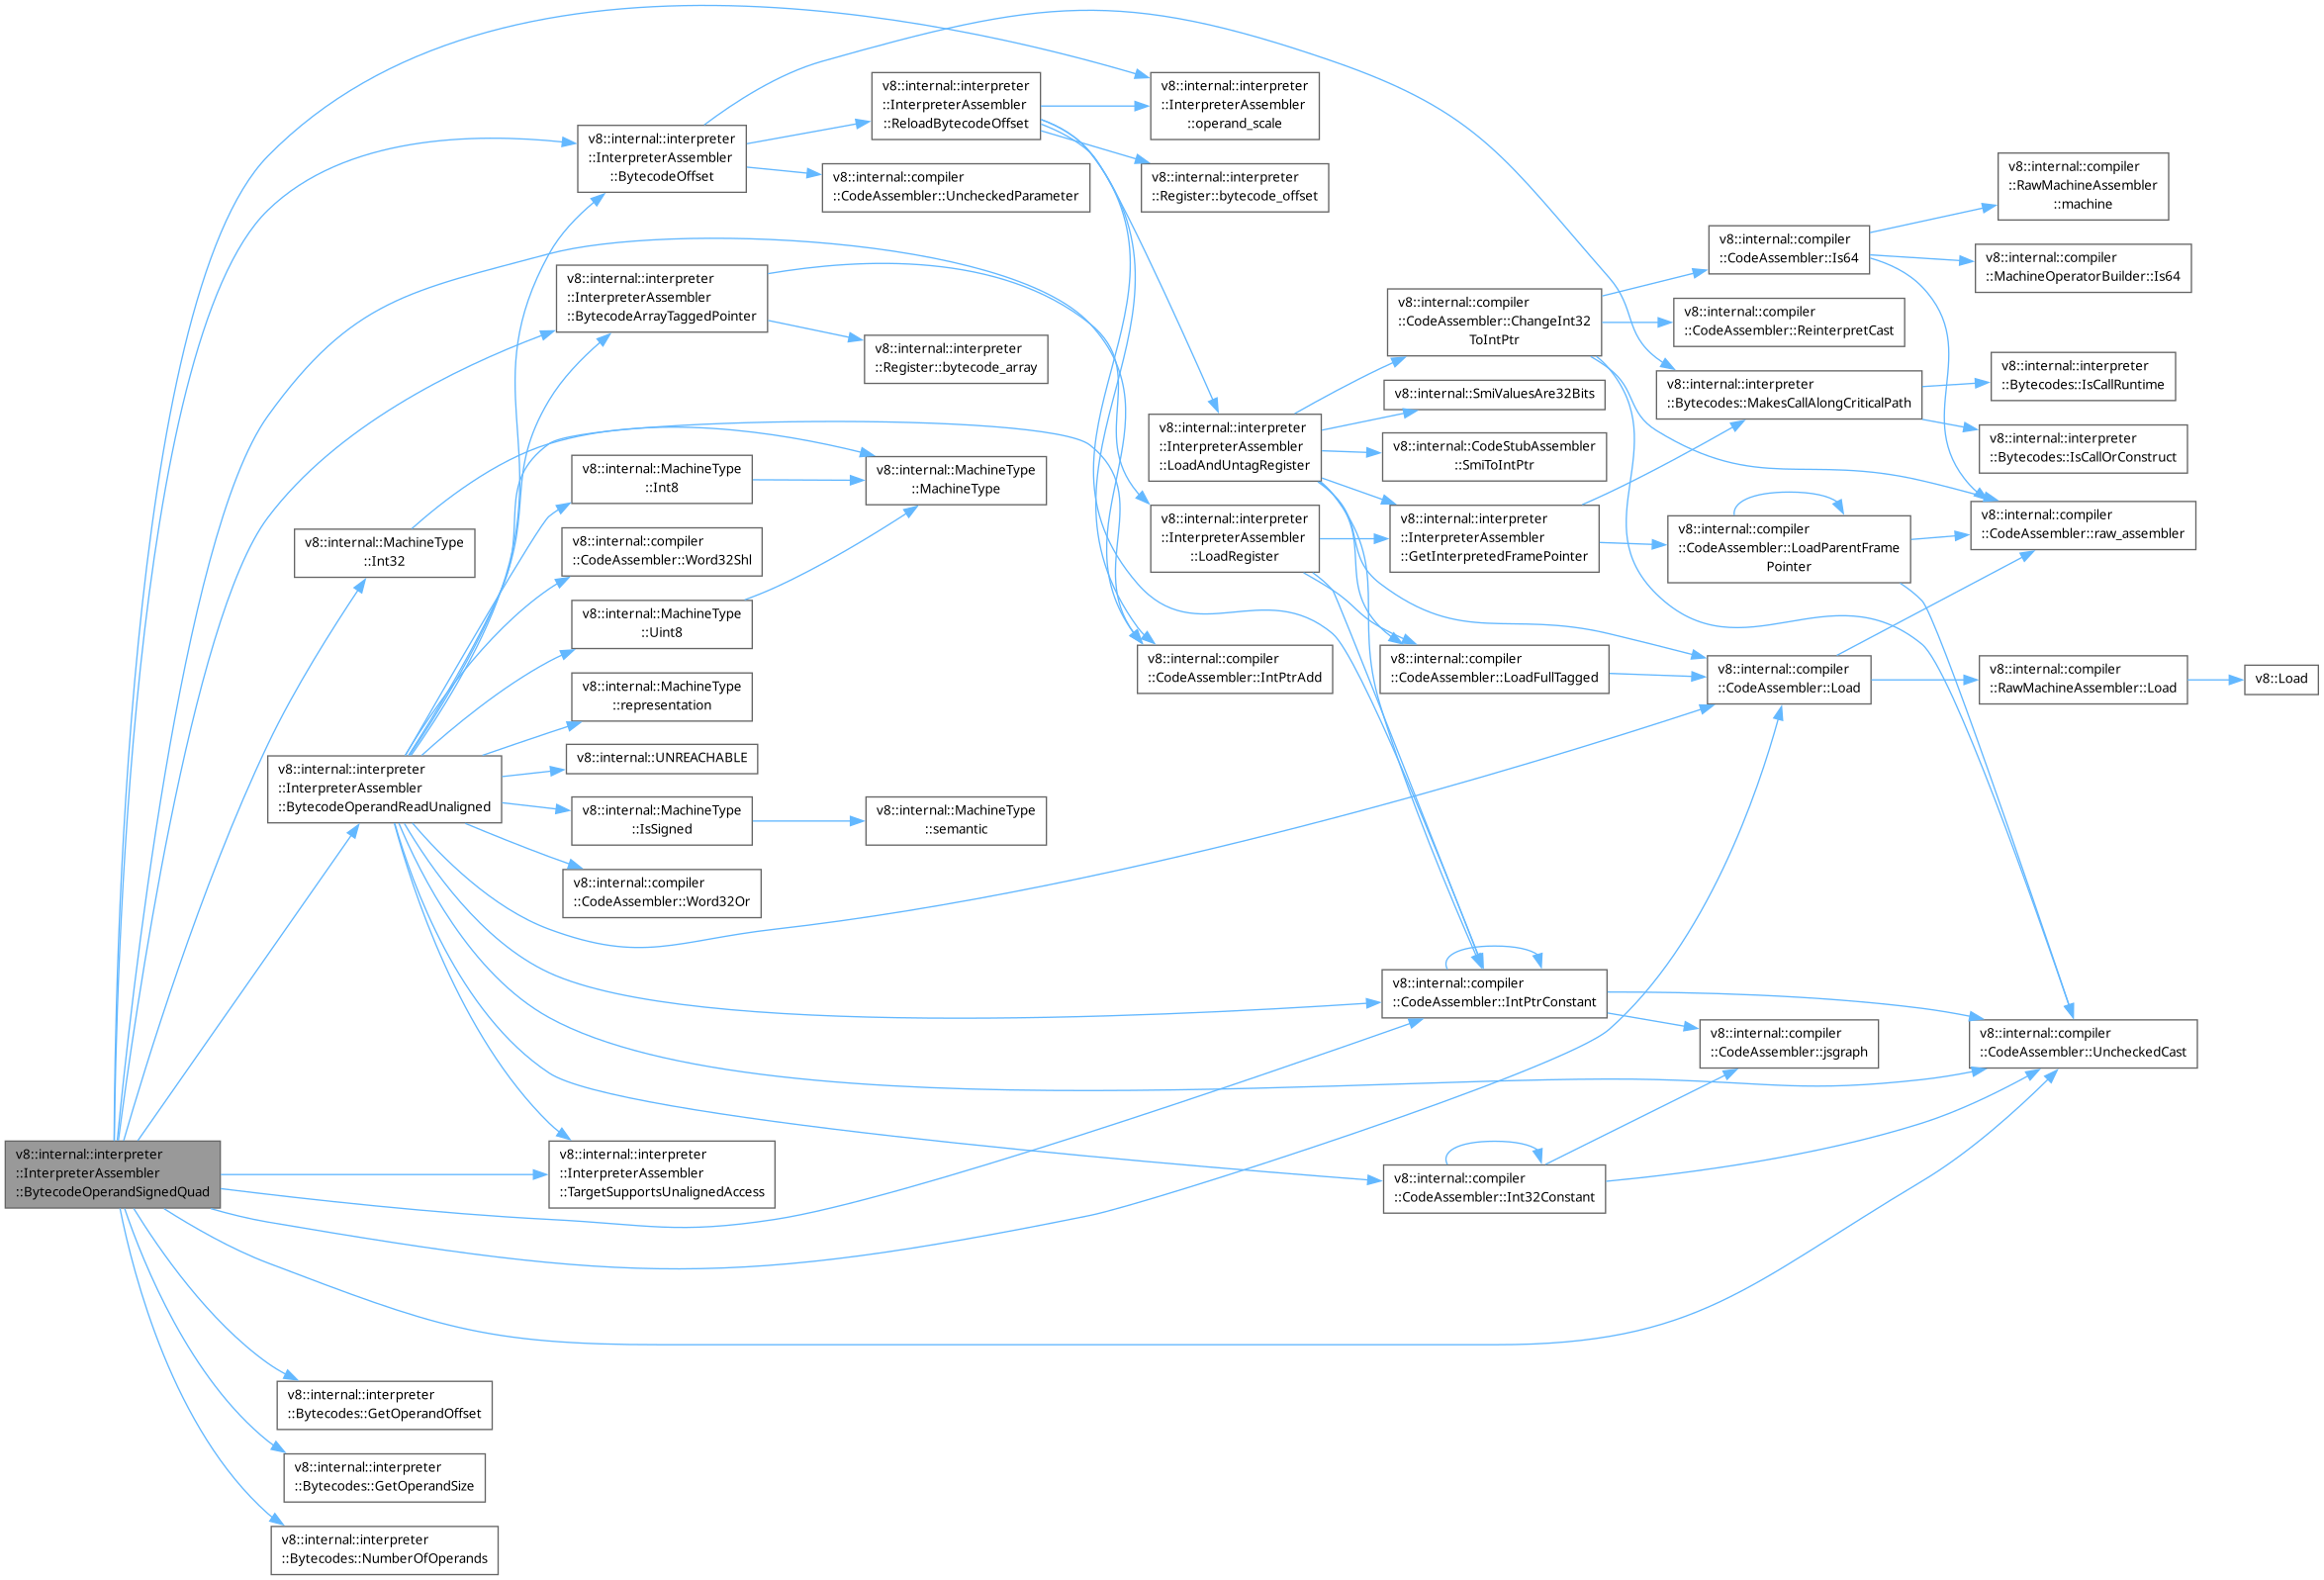 v8::internal::interpreter
::InterpreterAssembler
::BytecodeOperandSignedQuad
v8::internal::interpreter
::InterpreterAssembler
::BytecodeOffset
v8::internal::interpreter
::InterpreterAssembler
::ReloadBytecodeOffset
v8::internal::interpreter
::InterpreterAssembler
::operand_scale
v8::internal::compiler
::CodeAssembler::UncheckedParameter
v8::internal::interpreter
::Register::bytecode_offset
v8::internal::interpreter
::InterpreterAssembler
::BytecodeArrayTaggedPointer
v8::internal::interpreter
::Register::bytecode_array
v8::internal::MachineType
::Int32
v8::internal::MachineType
::Int8
v8::internal::MachineType
::MachineType
v8::internal::compiler
::CodeAssembler::Word32Shl
v8::internal::MachineType
::Uint8
v8::internal::MachineType
::representation
v8::internal::interpreter
::InterpreterAssembler
::BytecodeOperandReadUnaligned
v8::internal::UNREACHABLE
v8::internal::MachineType
::IsSigned
v8::internal::MachineType
::semantic
v8::internal::compiler
::CodeAssembler::Word32Or
v8::internal::interpreter
::InterpreterAssembler
::TargetSupportsUnalignedAccess
v8::internal::interpreter
::Bytecodes::GetOperandOffset
v8::internal::interpreter
::Bytecodes::GetOperandSize
v8::internal::interpreter
::Bytecodes::NumberOfOperands
v8::internal::interpreter
::InterpreterAssembler
::LoadAndUntagRegister
v8::internal::interpreter
::InterpreterAssembler
::LoadRegister
v8::internal::compiler
::CodeAssembler::IntPtrAdd
v8::internal::compiler
::CodeAssembler::ChangeInt32
ToIntPtr
v8::internal::SmiValuesAre32Bits
v8::internal::CodeStubAssembler
::SmiToIntPtr
v8::internal::interpreter
::InterpreterAssembler
::GetInterpretedFramePointer
v8::internal::compiler
::CodeAssembler::LoadFullTagged
v8::internal::compiler
::CodeAssembler::IntPtrConstant
v8::internal::compiler
::CodeAssembler::Int32Constant
v8::internal::compiler
::CodeAssembler::Is64
v8::internal::compiler
::CodeAssembler::ReinterpretCast
v8::internal::interpreter
::Bytecodes::MakesCallAlongCriticalPath
v8::internal::compiler
::CodeAssembler::LoadParentFrame
Pointer
v8::internal::compiler
::CodeAssembler::Load
v8::internal::compiler
::CodeAssembler::jsgraph
v8::internal::compiler
::RawMachineAssembler
::machine
v8::internal::compiler
::MachineOperatorBuilder::Is64
v8::internal::interpreter
::Bytecodes::IsCallRuntime
v8::internal::interpreter
::Bytecodes::IsCallOrConstruct
v8::internal::compiler
::CodeAssembler::raw_assembler
v8::internal::compiler
::RawMachineAssembler::Load
v8::Load
v8::internal::compiler
::CodeAssembler::UncheckedCast